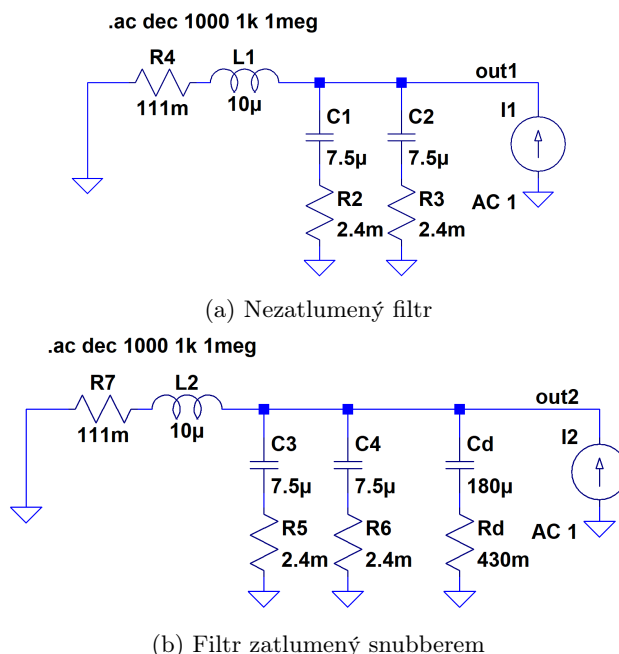 .ac dec 1000 1k 1meg
R4 L1 out1
111m 10µ I1
C1 C2
7.5µ 7.5µ
R2 R3 AC 1
2.4m 2.4m
(a) Nezatlumený filtr
.ac dec 1000 1k 1meg
R7 L2 out2
111m 10µ I2
C3 C4 Cd
7.5µ 7.5µ 180µ
R5 R6 Rd AC 1
2.4m 2.4m 430m
(b) Filtr zatlumený snubberem